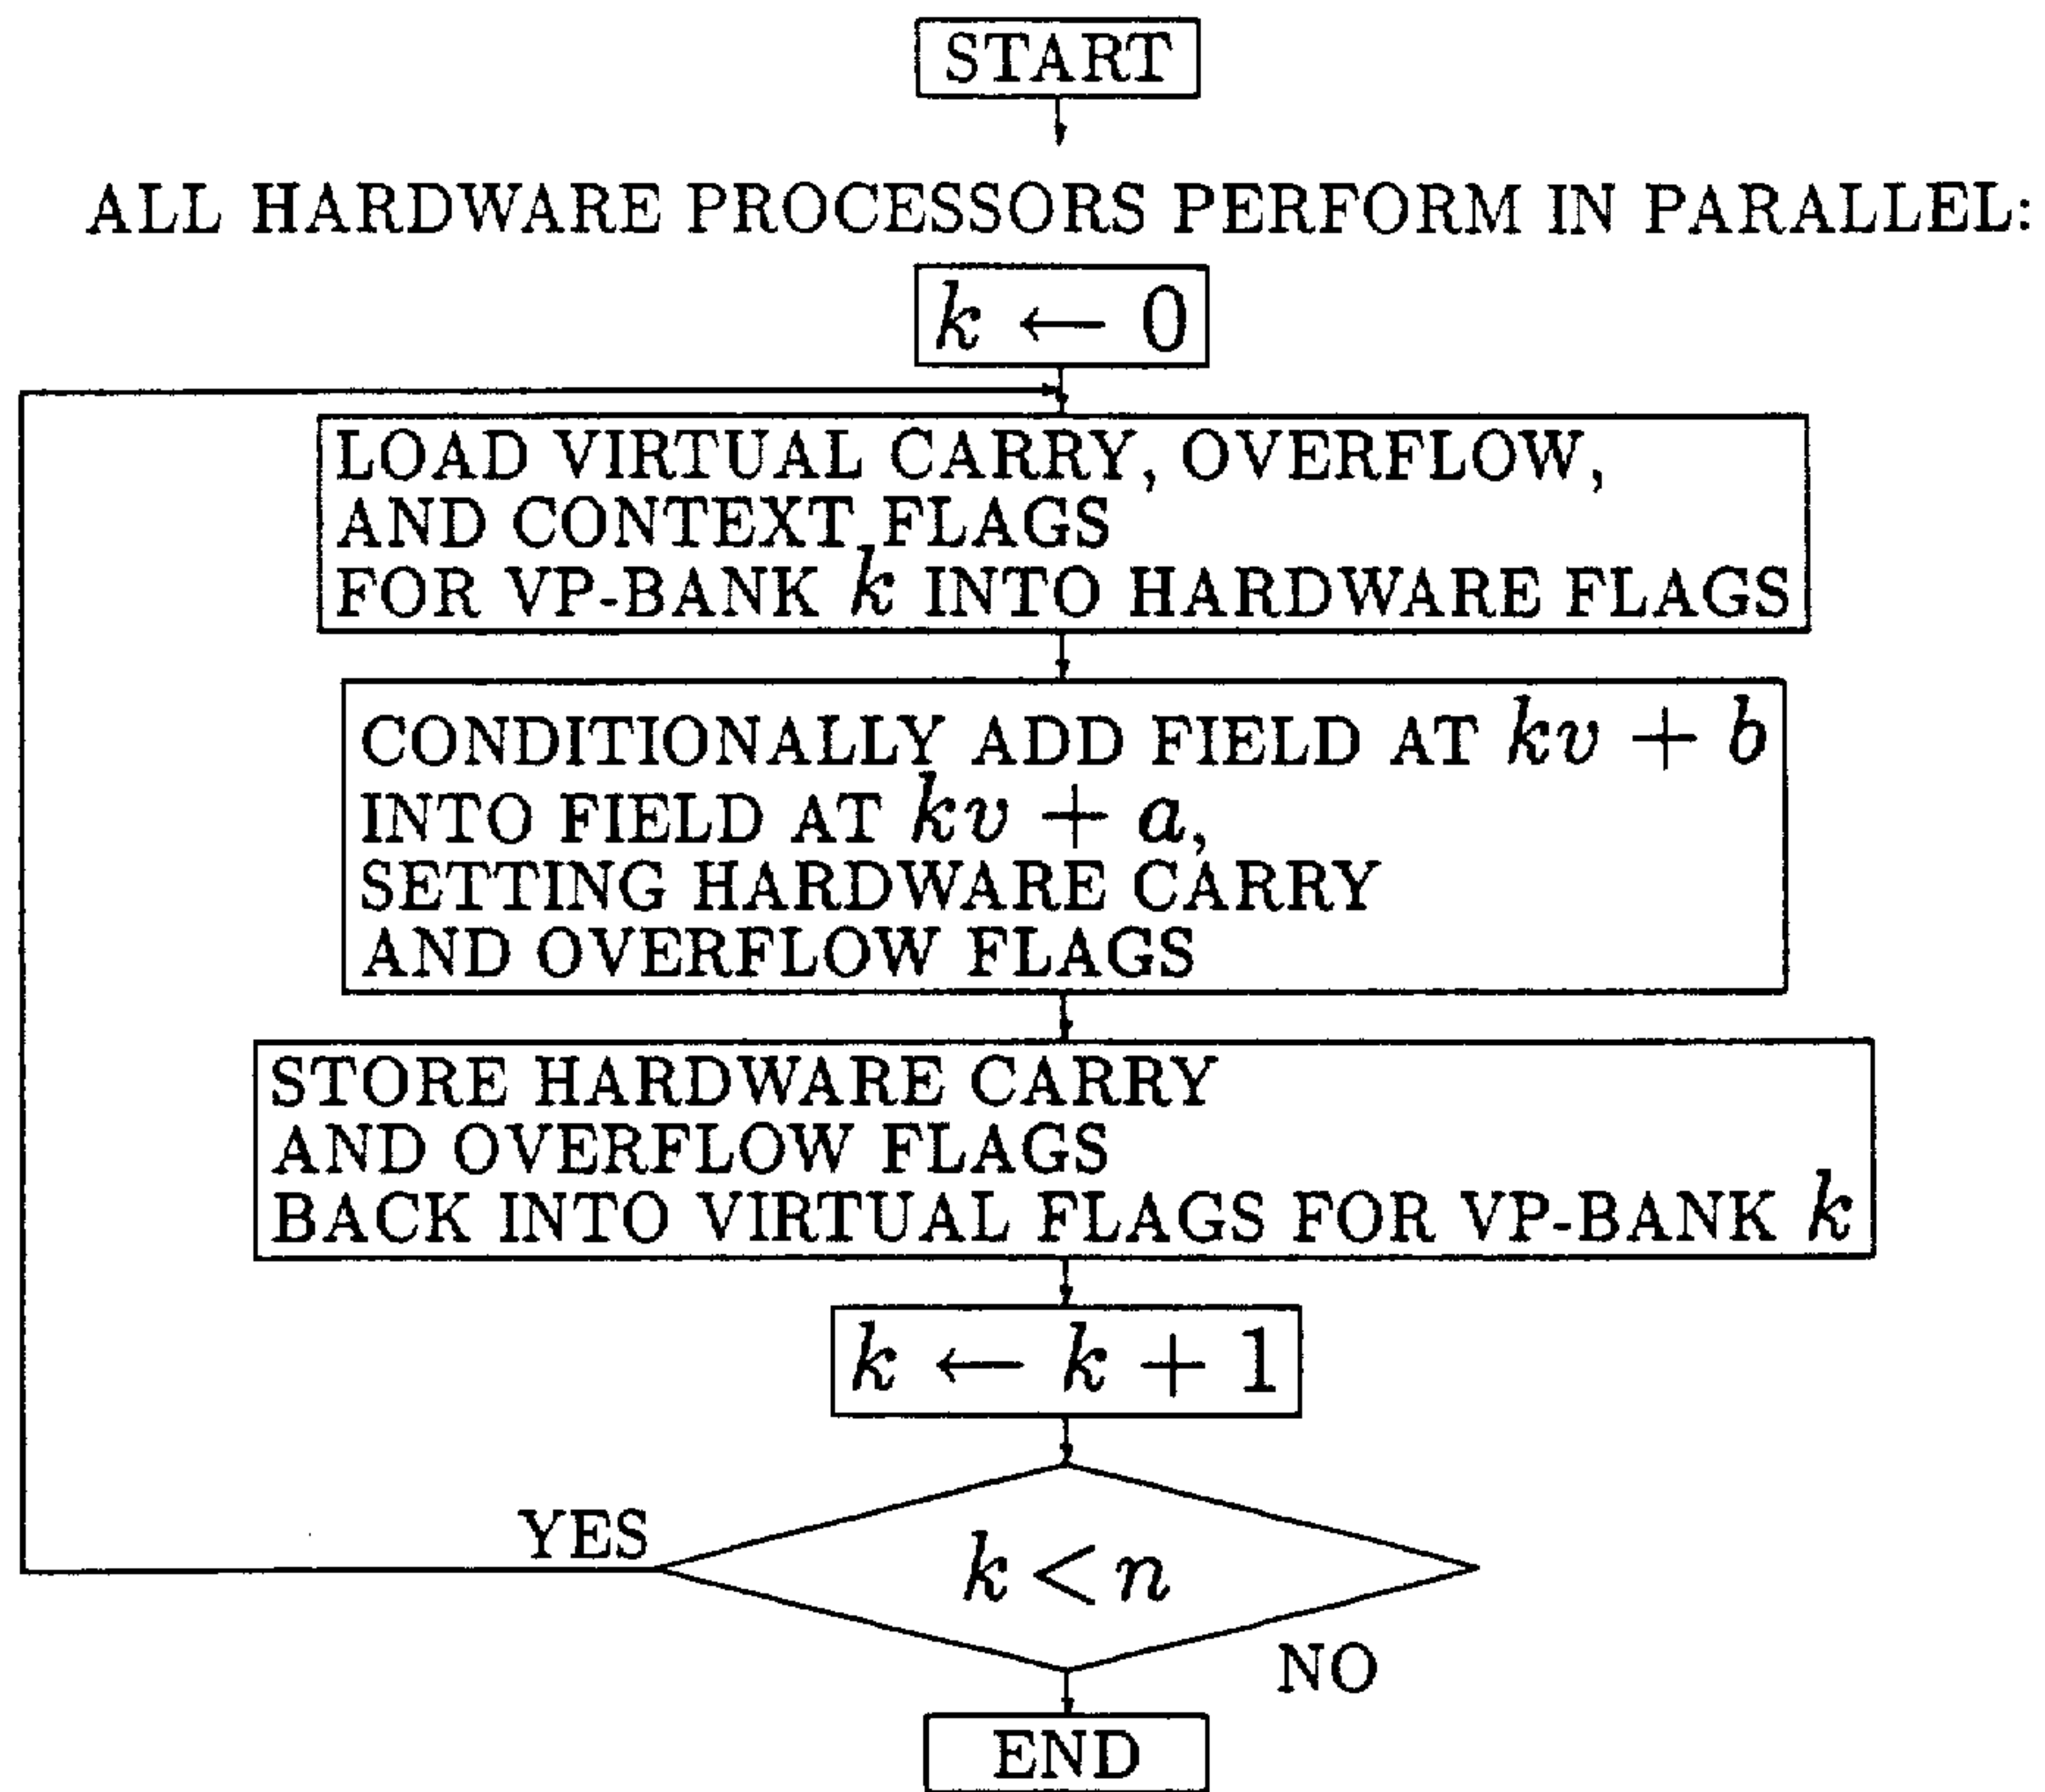 START
ALL HARDWARE PROCESSORS PERFORM IN PARALLEL:
k ← 0
LOAD VIRTUAL CARRY, OVERFLOW,
AND CONTEXT FLAGS
FOR VP-BANK k INTO HARDWARE FLAGS
CONDITIONALLY ADD FIELD AT kv + b
INTO FIELD AT kv + a,
SETTING HARDWARE CARRY
AND OVERFLOW FLAGS
STORE HARDWARE CARRY
AND OVERFLOW FLAGS
BACK INTO VIRTUAL FLAGS FOR VP-BANK k
k ← k + 1
YES
k < n
NO
END